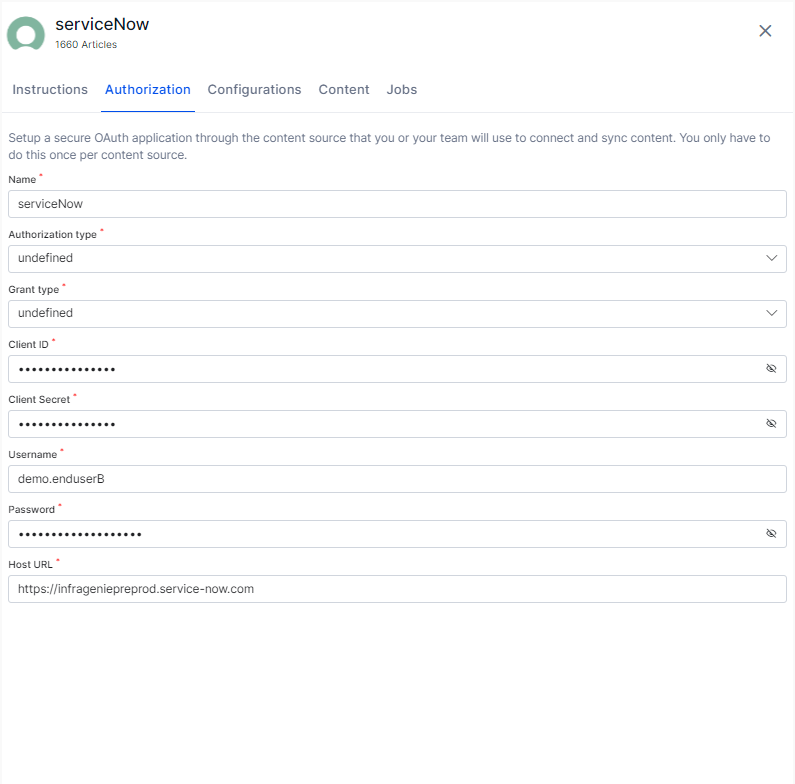 serviceNow
1660 Articles
Instructions Authorization Configurations Content Jobs
Setup a secure OAuth application through the content source that you or your team will use to connect and sync content. You only have to
do this once per content source.
Name *
serviceNow
Authorization type *
undefined
Grant type *
undefined
Client ID *
•••••••••••••••
Client Secret *
•••••••••••••••
Username *
demo.enduserB
Password *
•••••••••••••••••••
Host URL *
https://infrageniepreprod.service-now.com